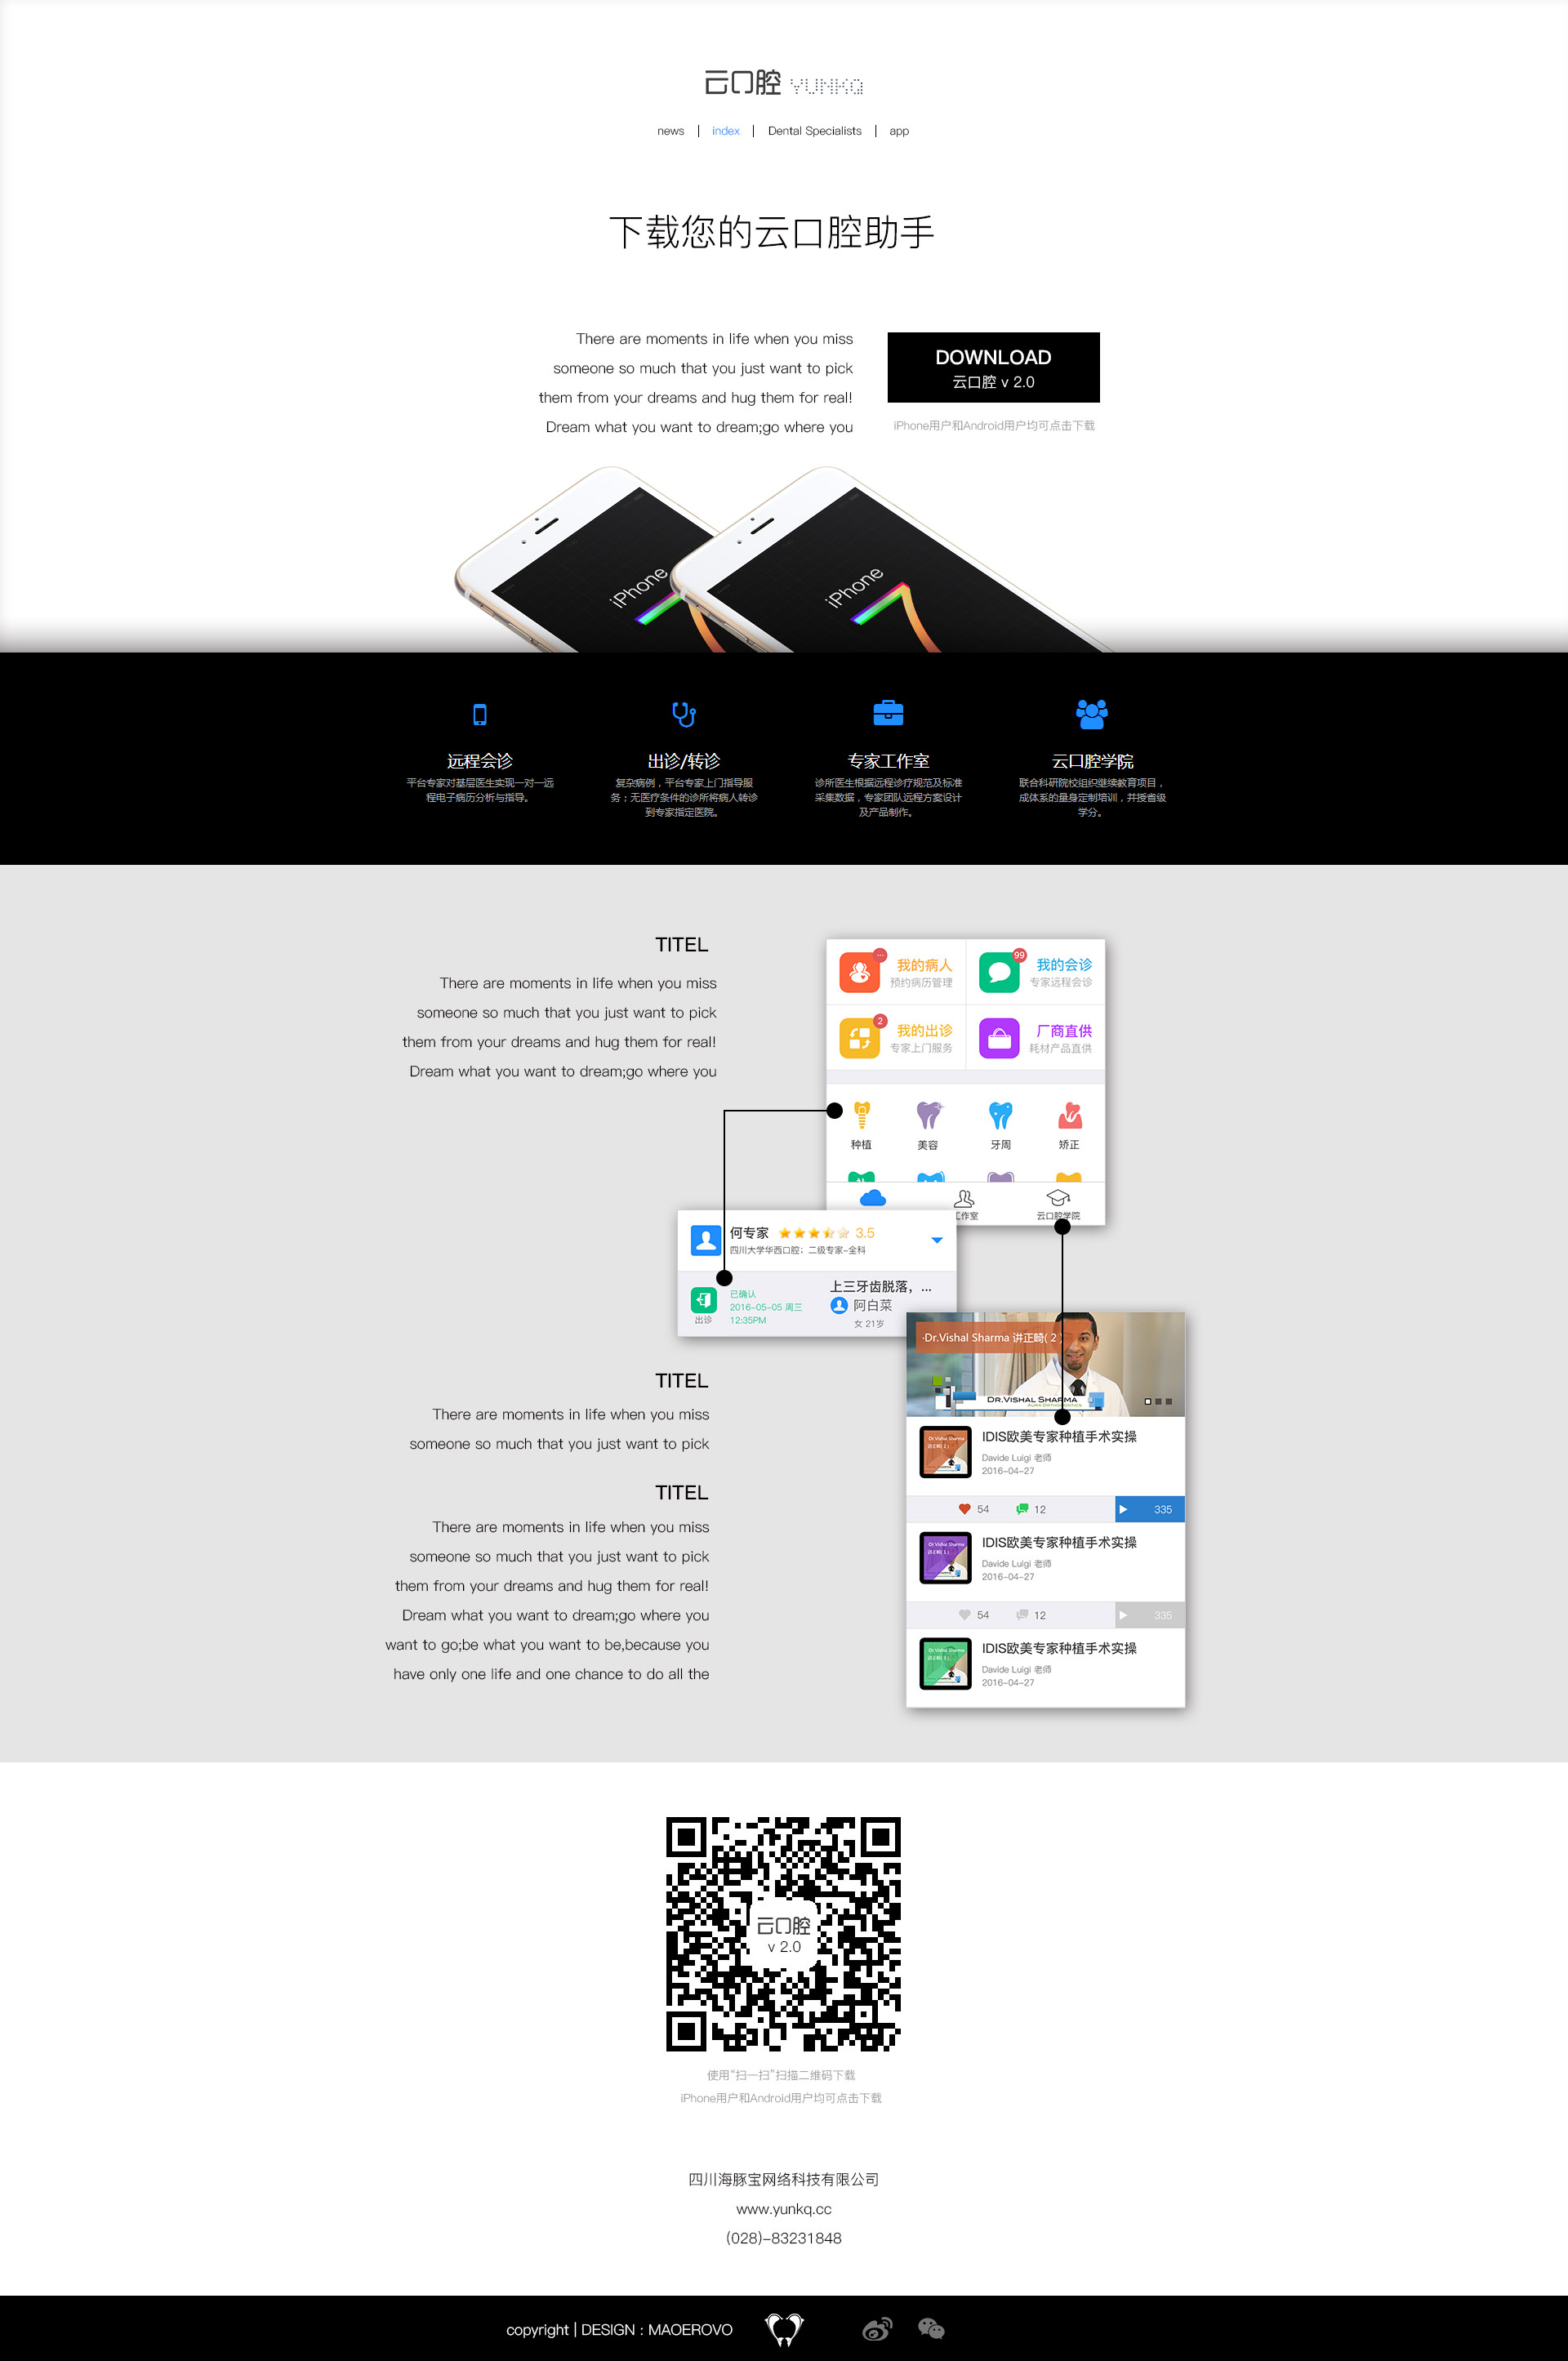 云口腔 YUNKQ
news | index | Dental Specialists | app
下载您的云口腔助手
There are moments in life when you miss
someone so much that you just want to pick
them from your dreams and hug them for real!
Dream what you want to dream;go where you
DOWNLOAD
云口腔 v 2.0
iPhone用户和Android用户均可点击下载
iPhone
iPhone
远程会诊
平台专家对基层医生实现一对一远
程电子病历分析与指导。
出诊/转诊
复杂病例，平台专家上门指导服
务；无医疗条件的诊所将病人转诊
到专家指定医院。
专家工作室
诊所医生根据远程诊疗规范及标准
采集数据，专家团队远程方案设计
及产品制作。
云口腔学院
联合科研院校组织继续教育项目，
成体系的量身定制培训，并授省级
学分。
TITEL
There are moments in life when you miss
someone so much that you just want to pick
them from your dreams and hug them for real!
Dream what you want to dream;go where you
我的病人
预约病历管理
99
我的会诊
专家远程会诊
2
我的出诊
专家上门服务
厂商直供
耗材产品直供
种植
美容
牙周
矫正
工作室
云口腔学院
何专家 3.5
四川大学华西口腔；二级专家-全科
出诊
已确认
2016-05-05 周三
12:35PM
上三牙齿脱落，...
阿白菜
女 21岁
·Dr.Vishal Sharma 讲正畸( 2 )
DR.VISHAL SHARMA
IDIS欧美专家种植手术实操
Davide Luigi 老师
2016-04-27
54 12 335
IDIS欧美专家种植手术实操
Davide Luigi 老师
2016-04-27
54 12 335
IDIS欧美专家种植手术实操
Davide Luigi 老师
2016-04-27
TITEL
There are moments in life when you miss
someone so much that you just want to pick
TITEL
There are moments in life when you miss
someone so much that you just want to pick
them from your dreams and hug them for real!
Dream what you want to dream;go where you
want to go;be what you want to be,because you
have only one life and one chance to do all the
云口腔
v 2.0
使用“扫一扫”扫描二维码下载
iPhone用户和Android用户均可点击下载
四川海豚宝网络科技有限公司
www.yunkq.cc
(028)-83231848
copyright | DESIGN : MAOEROVO